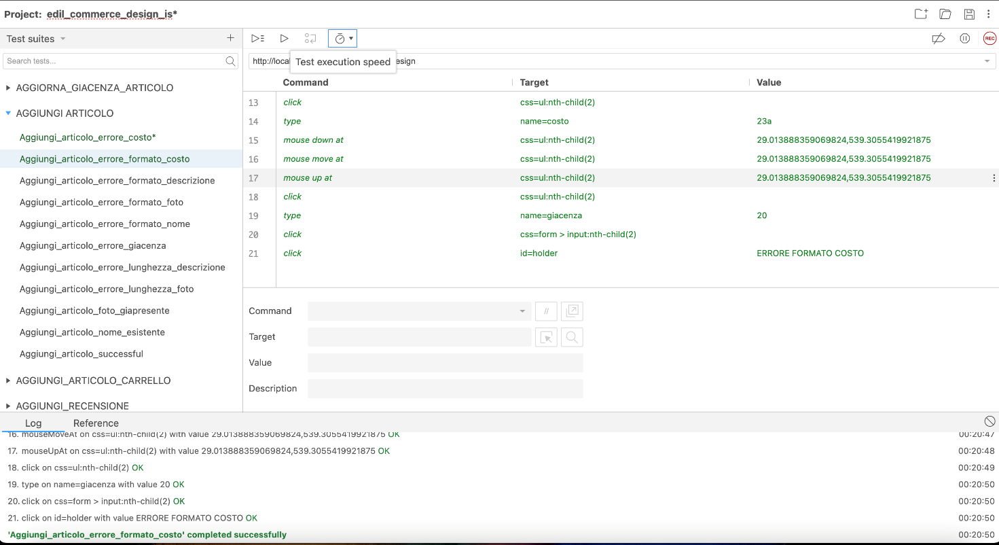 Project: edil_commerce_design_is*
Test suites
Search tests...
AGGIORNA_GIACENZA_ARTICOLO
AGGIUNGI ARTICOLO
Aggiungi_articolo_errore_costo*
Aggiungi_articolo_errore_formato_costo
Aggiungi_articolo_errore_formato_descrizione
Aggiungi_articolo_errore_formato_foto
Aggiungi_articolo_errore_formato_nome
Aggiungi_articolo_errore_giacenza
Aggiungi_articolo_errore_lunghezza_descrizione
Aggiungi_articolo_errore_lunghezza_foto
Aggiungi_articolo_foto_giapresente
Aggiungi_articolo_nome_esistente
Aggiungi_articolo_successful
AGGIUNGI_ARTICOLO_CARRELLO
AGGIUNGI_RECENSIONE
REC
http://loca esign
Test execution speed
Command Target Value
13 click css=ul:nth-child(2)
14 type name=costo 23a
15 mouse down at css=ul:nth-child(2) 29.013888359069824,539.3055419921875
16 mouse move at css=ul:nth-child(2) 29.013888359069824,539.3055419921875
17 mouse up at css=ul:nth-child(2) 29.013888359069824,539.3055419921875
18 click css=ul:nth-child(2)
19 type name=giacenza 20
20 click css=form > input:nth-child(2)
21 click id=holder ERRORE FORMATO COSTO
Command //
Target
Value
Description
Log Reference
16. mouseMoveAt on css=ul:nth-child(2) with value 29.013888359069824,539.3055419921875 OK 00:20:47
17. mouseUpAt on css=ul:nth-child(2) with value 29.013888359069824,539.3055419921875 OK 00:20:48
18. click on css=ul:nth-child(2) OK 00:20:49
19. type on name=giacenza with value 20 OK 00:20:50
20. click on css=form > input:nth-child(2) OK 00:20:50
21. click on id=holder with value ERRORE FORMATO COSTO OK 00:20:50
'Aggiungi_articolo_errore_formato_costo' completed successfully 00:20:50